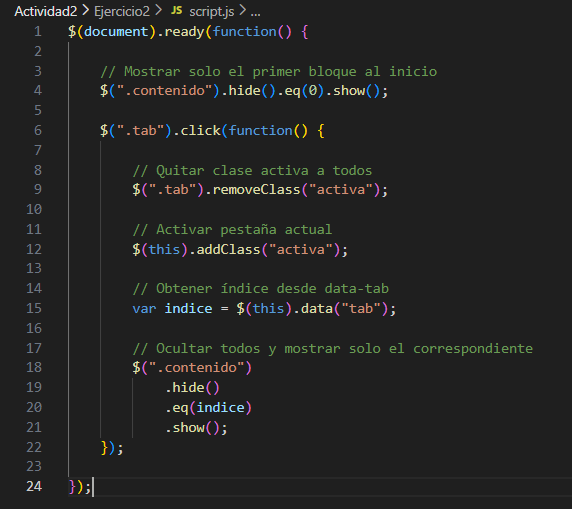 Actividad2 > Ejercicio2 > JS script.js > ...
1 $(document).ready(function() {
2
3 // Mostrar solo el primer bloque al inicio
4 $(".contenido").hide().eq(0).show();
5
6 $(".tab").click(function() {
7
8 // Quitar clase activa a todos
9 $(".tab").removeClass("activa");
10
11 // Activar pestaña actual
12 $(this).addClass("activa");
13
14 // Obtener índice desde data-tab
15 var indice = $(this).data("tab");
16
17 // Ocultar todos y mostrar solo el correspondiente
18 $(".contenido")
19 .hide()
20 .eq(indice)
21 .show();
22 });
23
24 });